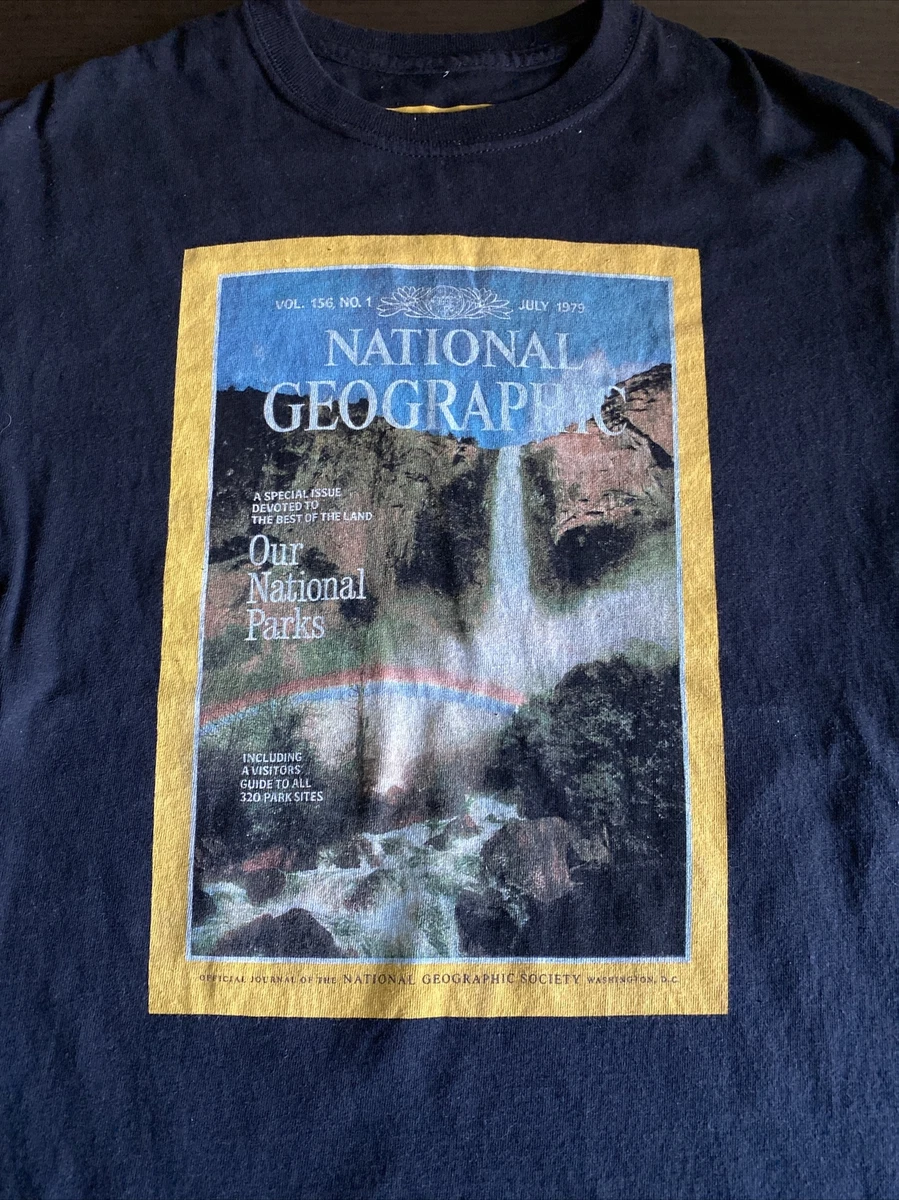 VOL. 156, NO. 1 JULY 1979
NATIONAL
GEOGRAPHIC
A SPECIAL ISSUE
DEVOTED TO
THE BEST OF THE LAND
Our
National
Parks
INCLUDING
A VISITORS
GUIDE TO ALL
320 PARK SITES
OFFICIAL JOURNAL OF THE NATIONAL GEOGRAPHIC SOCIETY WASHINGTON, D.C.